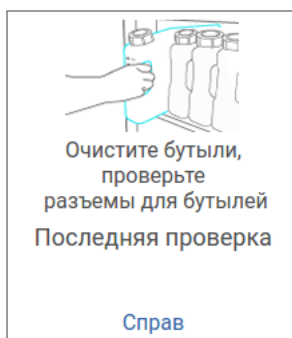 Очистите бутыли,
проверьте
разъемы для бутылей
Последняя проверка
Справ